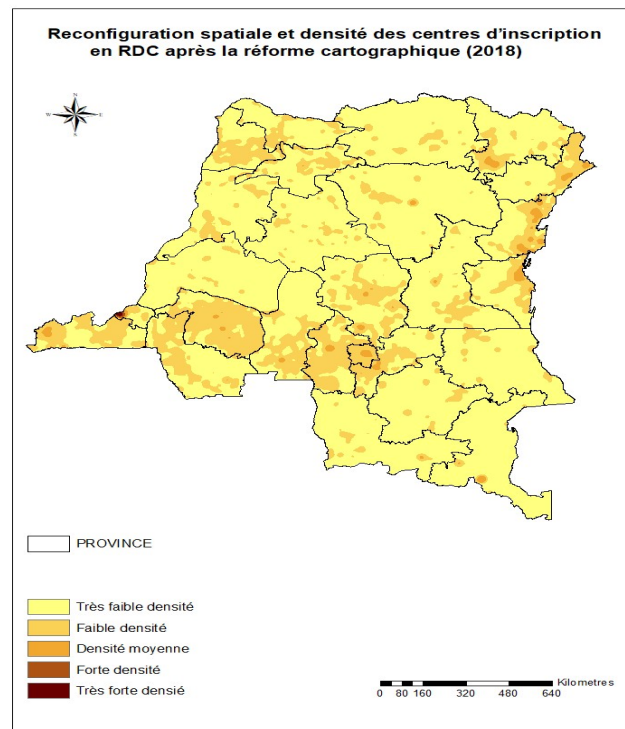 Reconfiguration spatiale et densité des centres d'inscription
en RDC après la réforme cartographique (2018)
N
W E
S
PROVINCE
Très faible densité
Faible densité
Densité moyenne
Forte densité
Très forte densié
Kilometres
0 80 160 320 480 640